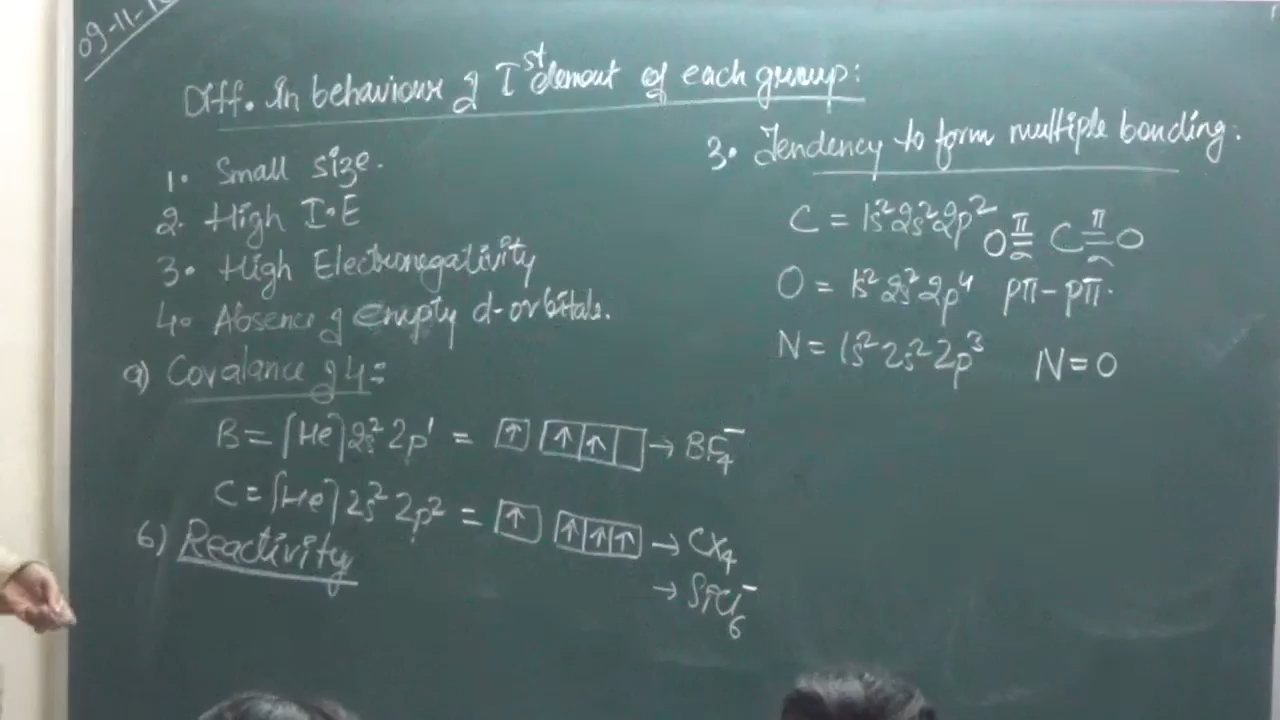 09-11-1
Diff. in behaviour of Ist element of each group:
1. Small size.
2. High I.E
3. High Electronegativity
4. Absence of empty d-orbitals.
a) Covalance of 4:
B = [He] 2s² 2p¹ = ↑ ↑ ↑ → BF₄⁻
C = [He] 2s² 2p² = ↑ ↑ ↑ ↑ → CX₄
→ SiCl₆⁻
6) Reactivity
3. Tendency to form multiple bonding.
C = 1s² 2s² 2p² O π = C π = O
O = 1s² 2s² 2p⁴ pπ-pπ.
N = 1s² 2s² 2p³ N=O